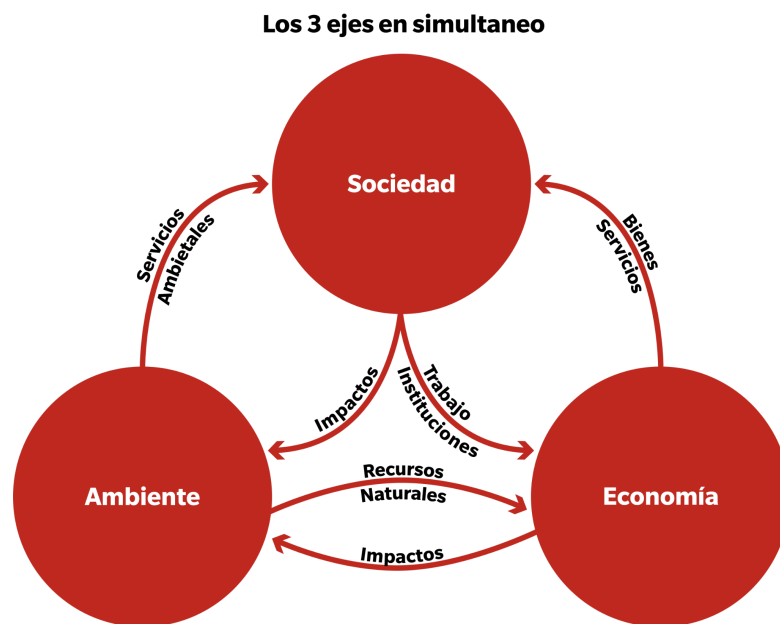 Los 3 ejes en simultaneo
Sociedad
Servicios
Ambietales
Bienes
Servicios
Impactos
Trabajo
Instituciones
Recursos
Naturales
Ambiente
Economía
Impactos